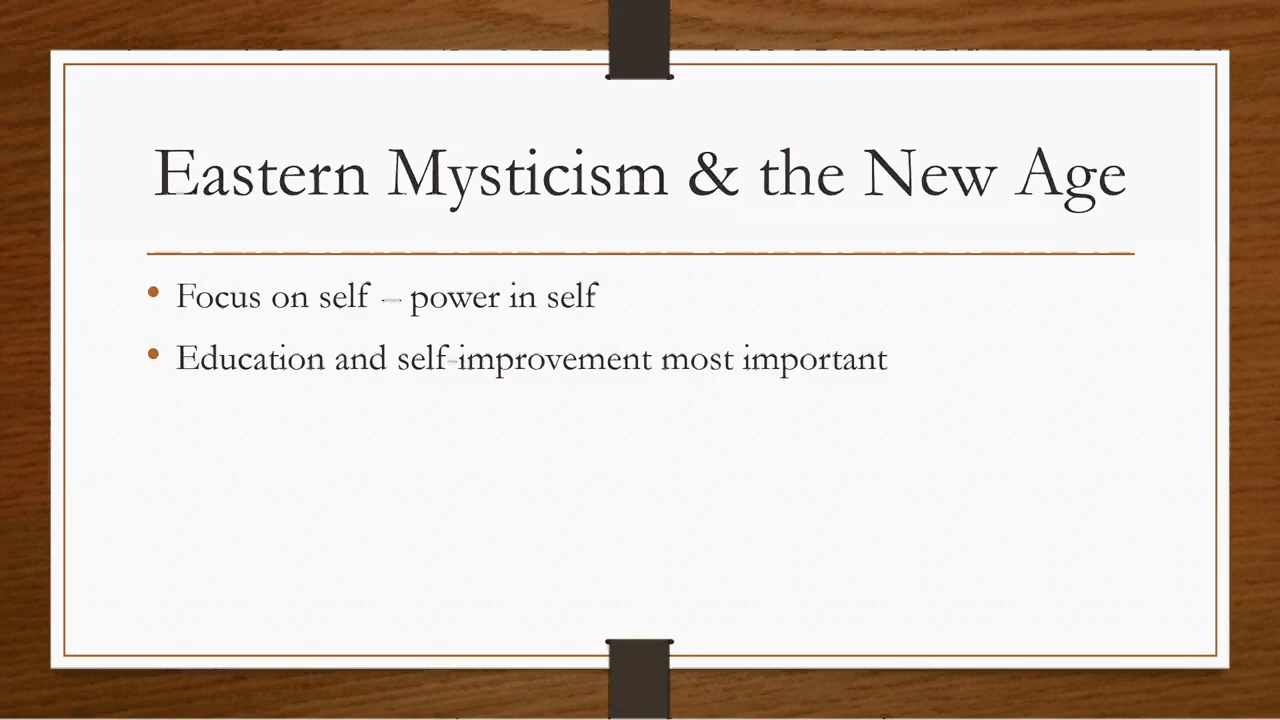 Eastern Mysticism & the New Age
• Focus on self – power in self
• Education and self-improvement most important